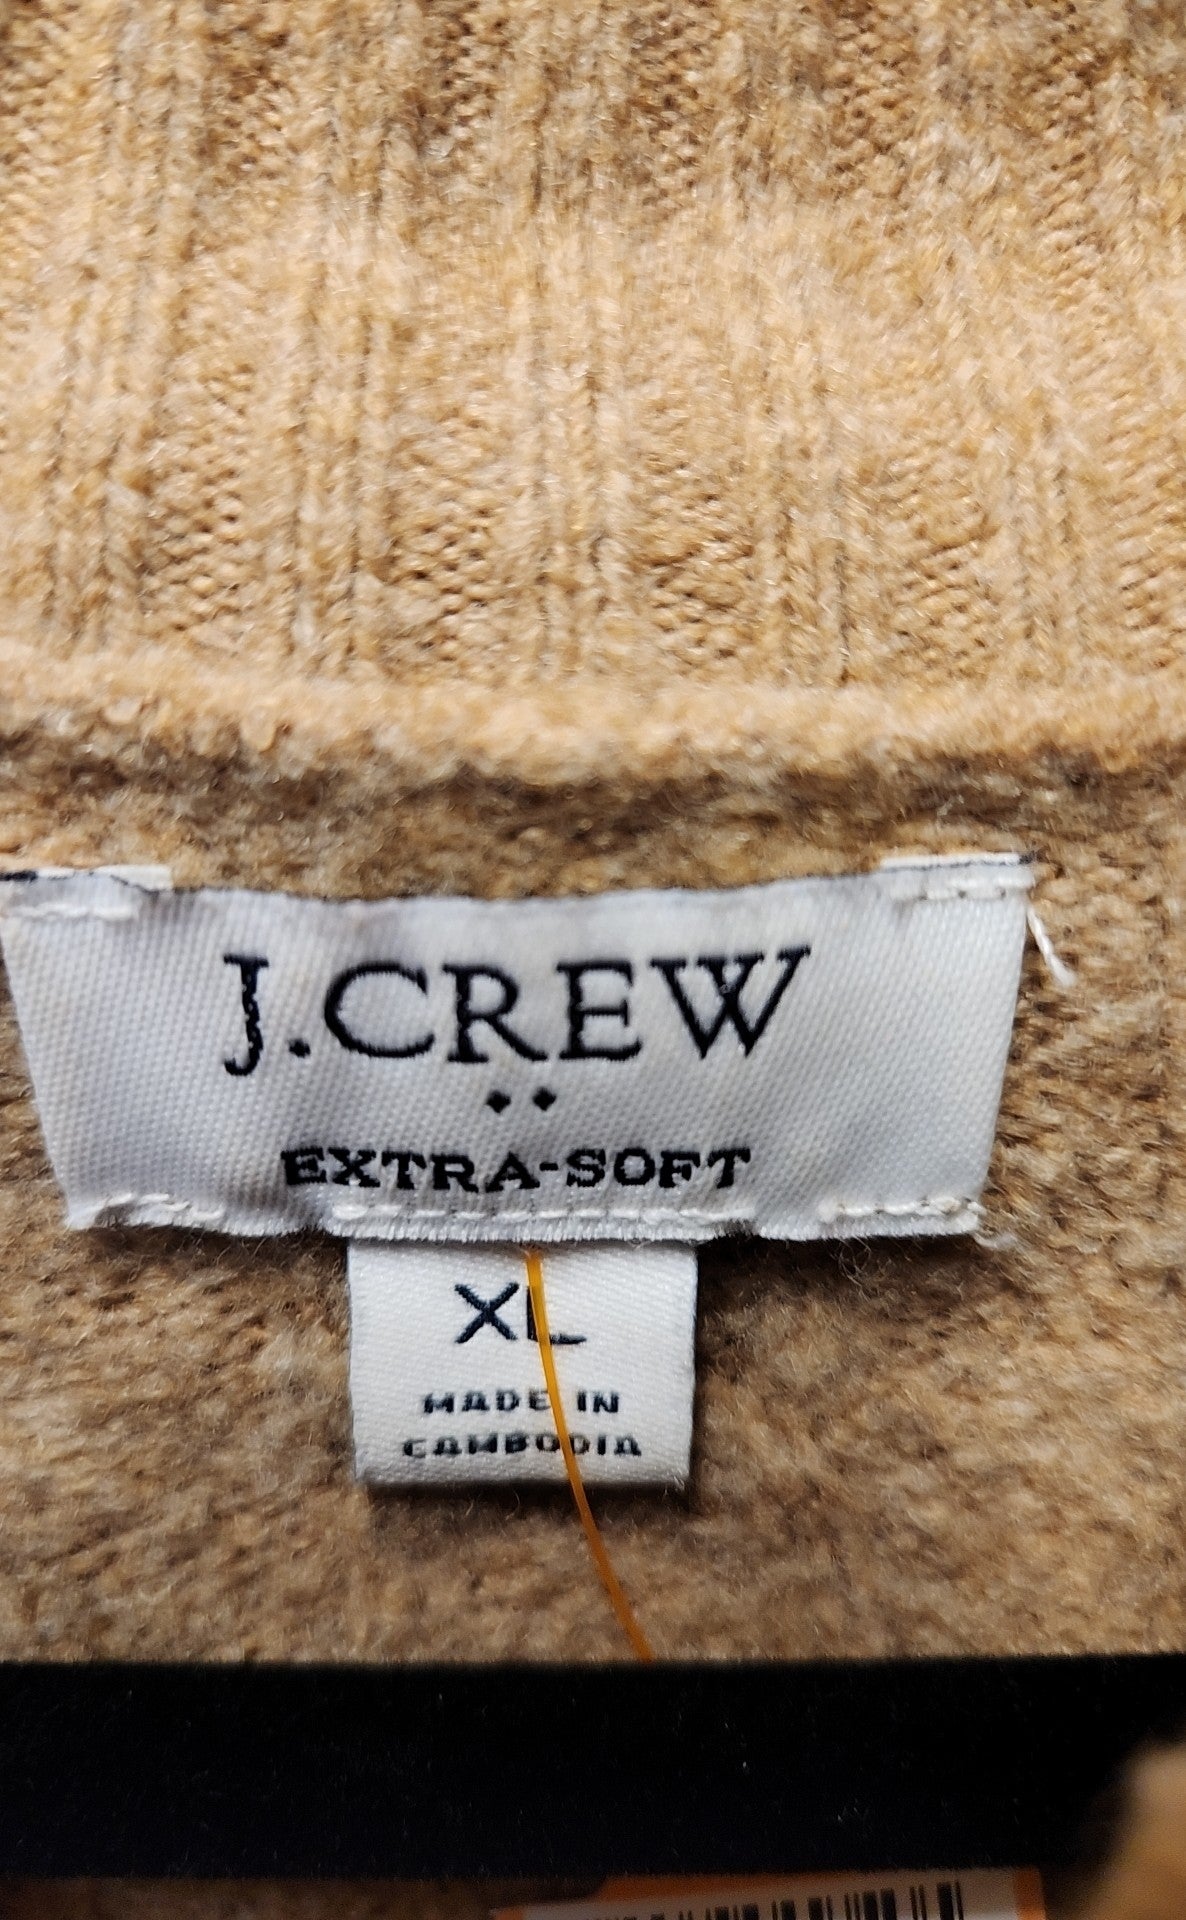 J.CREW
EXTRA-SOFT
XL
MADE IN
CAMBODIA